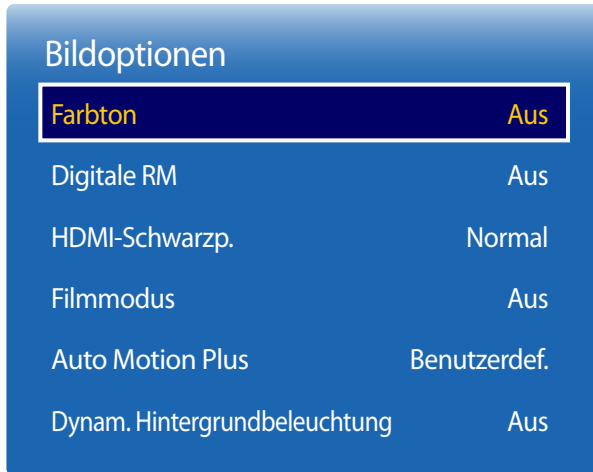 Bildoptionen
Farbton Aus
Digitale RM Aus
HDMI-Schwarzp. Normal
Filmmodus Aus
Auto Motion Plus Benutzerdef.
Dynam. Hintergrundbeleuchtung Aus